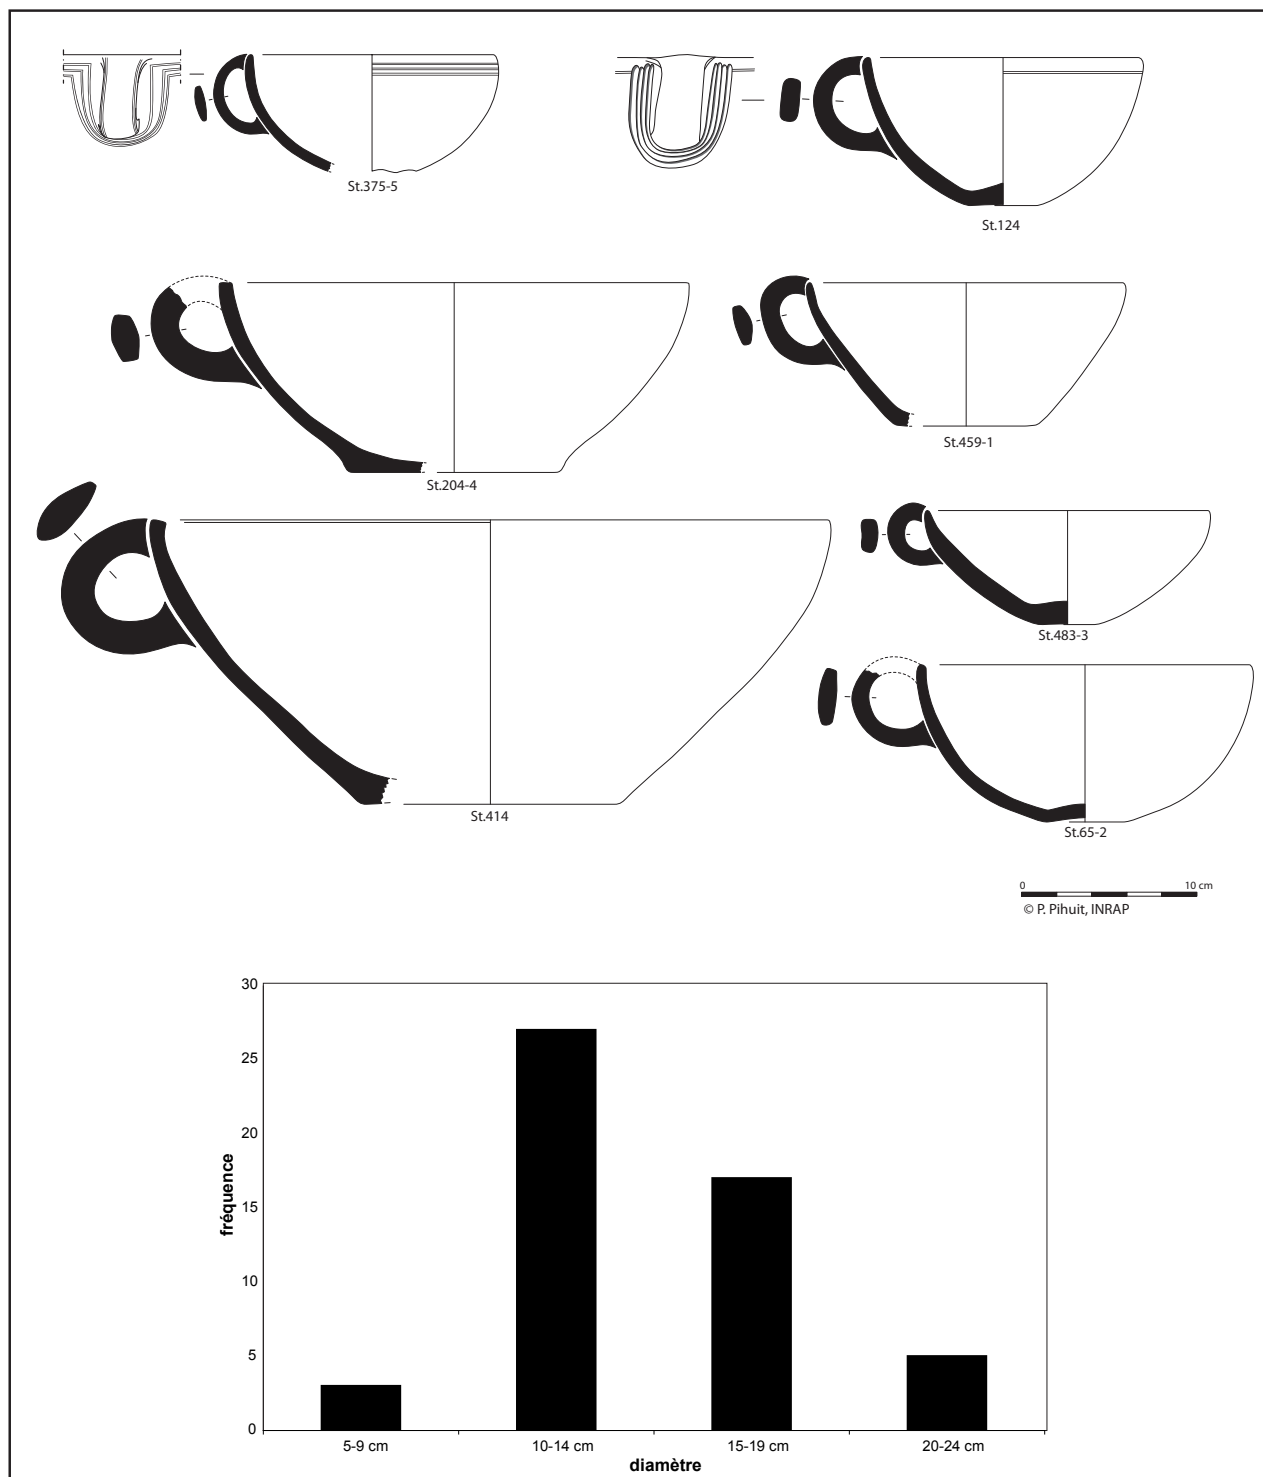 St.375-5
St.124
St.204-4
St.459-1
St.483-3
St.414
St.65-2
0 10 cm
© P. Pihuit, INRAP
30
25
20
15
10
5
0
fréquence
5-9 cm 10-14 cm 15-19 cm 20-24 cm
diamètre